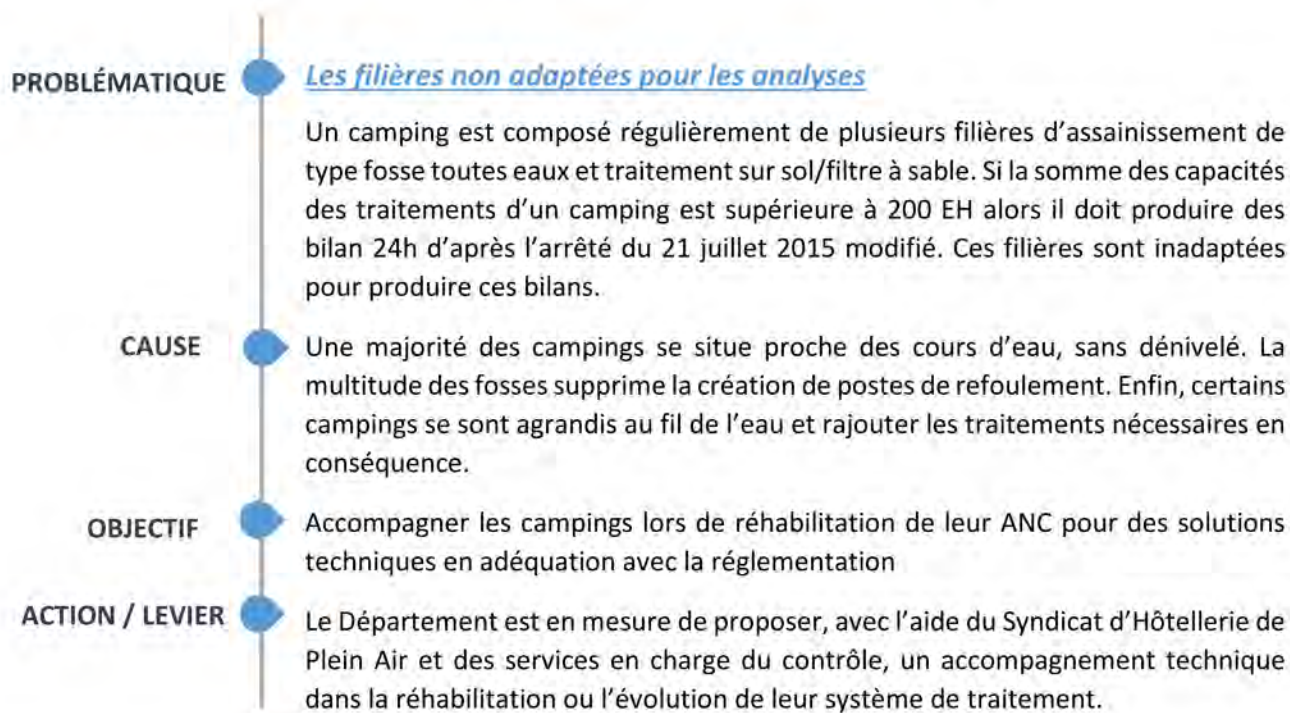 PROBLÉMATIQUE
Les filières non adaptées pour les analyses
Un camping est composé régulièrement de plusieurs filières d'assainissement de
type fosse toutes eaux et traitement sur sol/filtre à sable. Si la somme des capacités
des traitements d'un camping est supérieure à 200 EH alors il doit produire des
bilan 24h d'après l'arrêté du 21 juillet 2015 modifié. Ces filières sont inadaptées
pour produire ces bilans.
CAUSE
Une majorité des campings se situe proche des cours d'eau, sans dénivelé. La
multitude des fosses supprime la création de postes de refoulement. Enfin, certains
campings se sont agrandis au fil de l'eau et rajouter les traitements nécessaires en
conséquence.
OBJECTIF
Accompagner les campings lors de réhabilitation de leur ANC pour des solutions
techniques en adéquation avec la réglementation
ACTION / LEVIER
Le Département est en mesure de proposer, avec l'aide du Syndicat d'Hôtellerie de
Plein Air et des services en charge du contrôle, un accompagnement technique
dans la réhabilitation ou l'évolution de leur système de traitement.